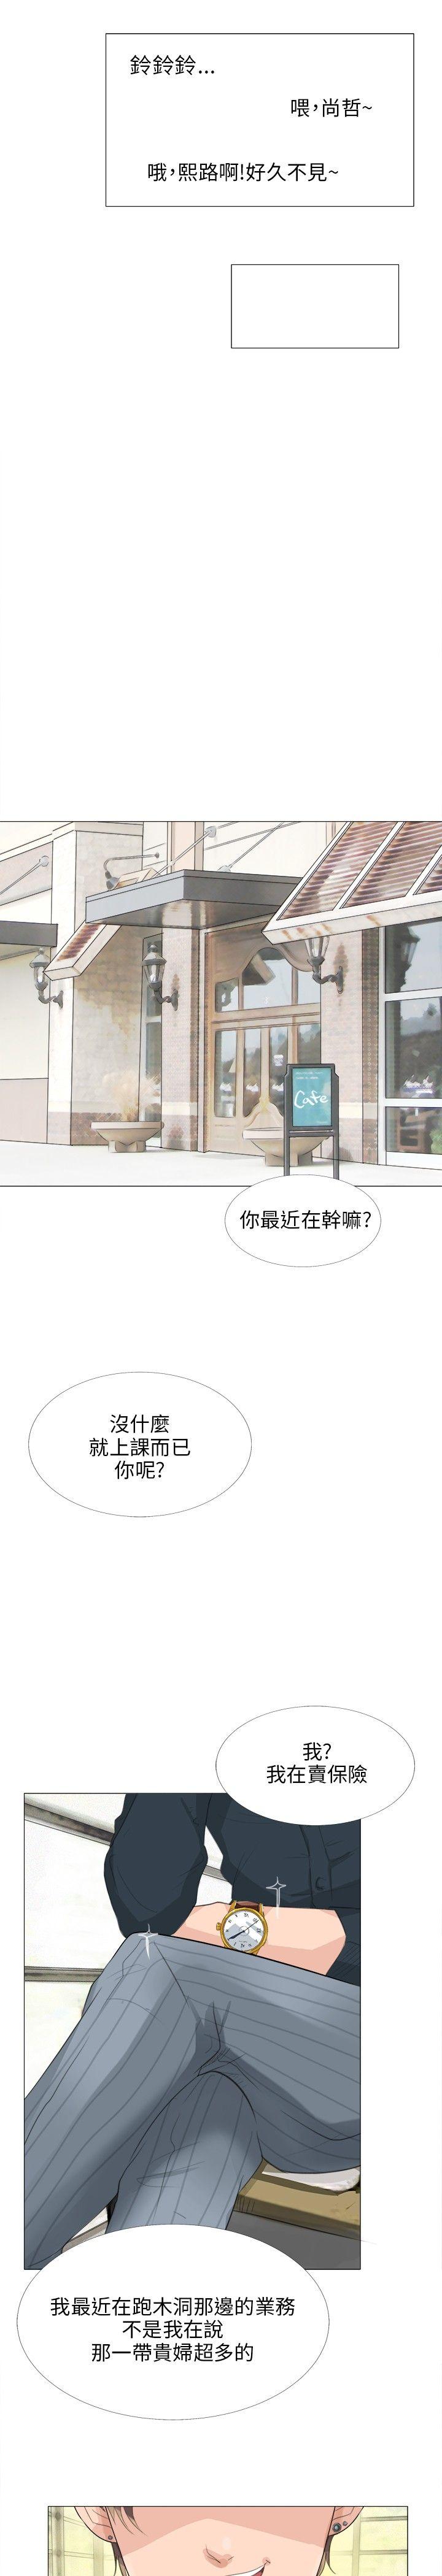 鈴鈴鈴...
喂,尚哲~
哦,熙路啊!好久不見~
Cafe
你最近在幹嘛?
沒什麼
就上課而已
你呢?
我?
我在賣保險
我最近在跑木洞那邊的業務
不是我在說
那一帶貴婦超多的